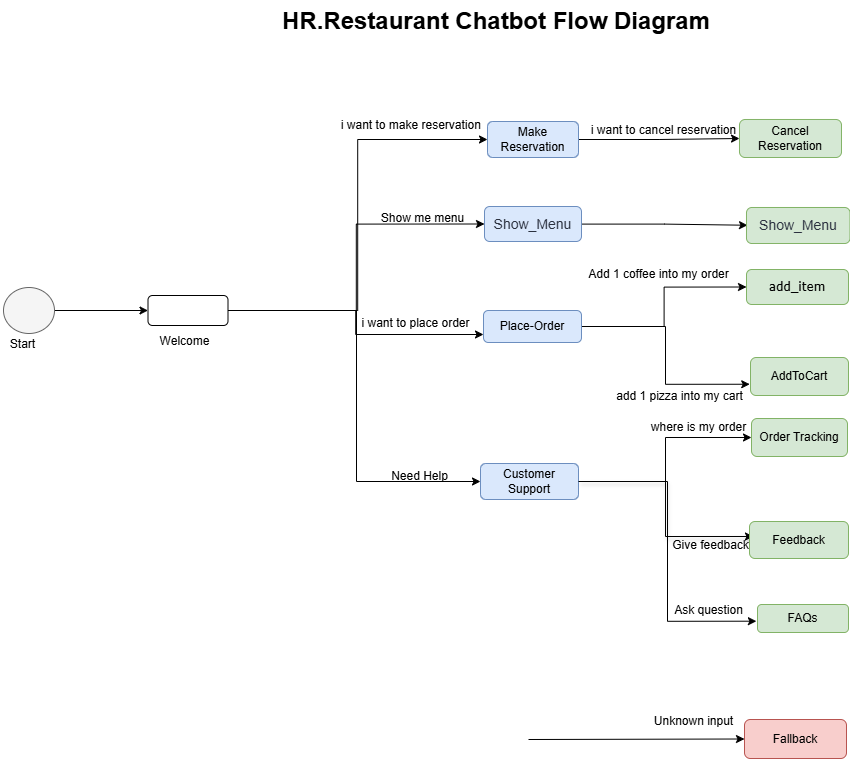 HR.Restaurant Chatbot Flow Diagram
i want to make reservation
Make
Reservation
i want to cancel reservation
Cancel
Reservation
Show me menu
Show_Menu
Show_Menu
Add 1 coffee into my order
add_item
Start
Welcome
i want to place order
Place-Order
AddToCart
add 1 pizza into my cart
where is my order
Order Tracking
Need Help
Customer
Support
Give feedback
Feedback
Ask question
FAQs
Unknown input
Fallback